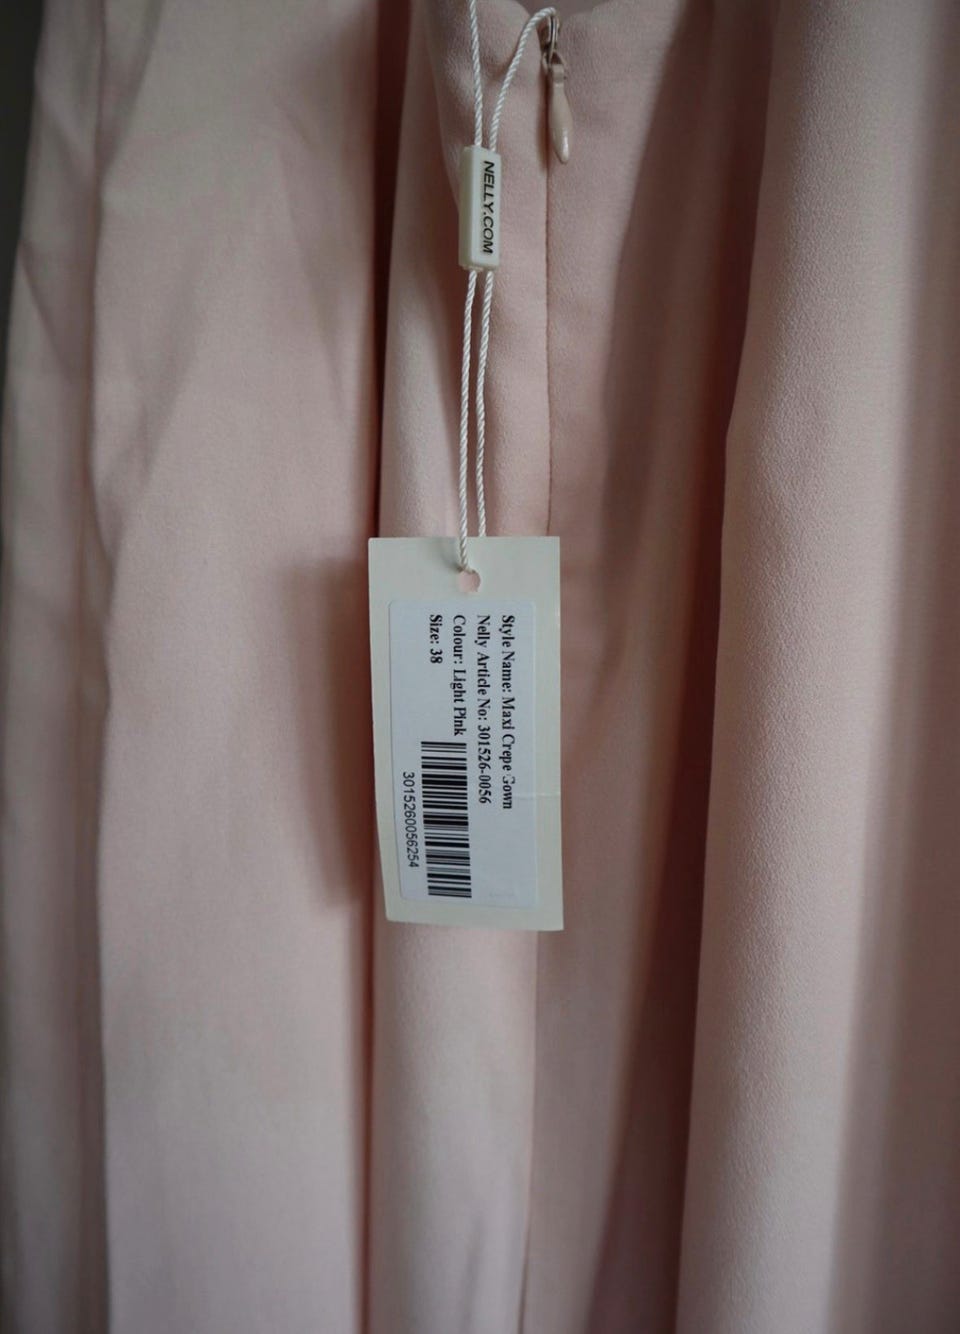 NELLY.COM
Style Name: Maxi Crepe Gown
Nelly Article No: 301526-0056
Colour: Light Pink
Size: 38
3015260056254